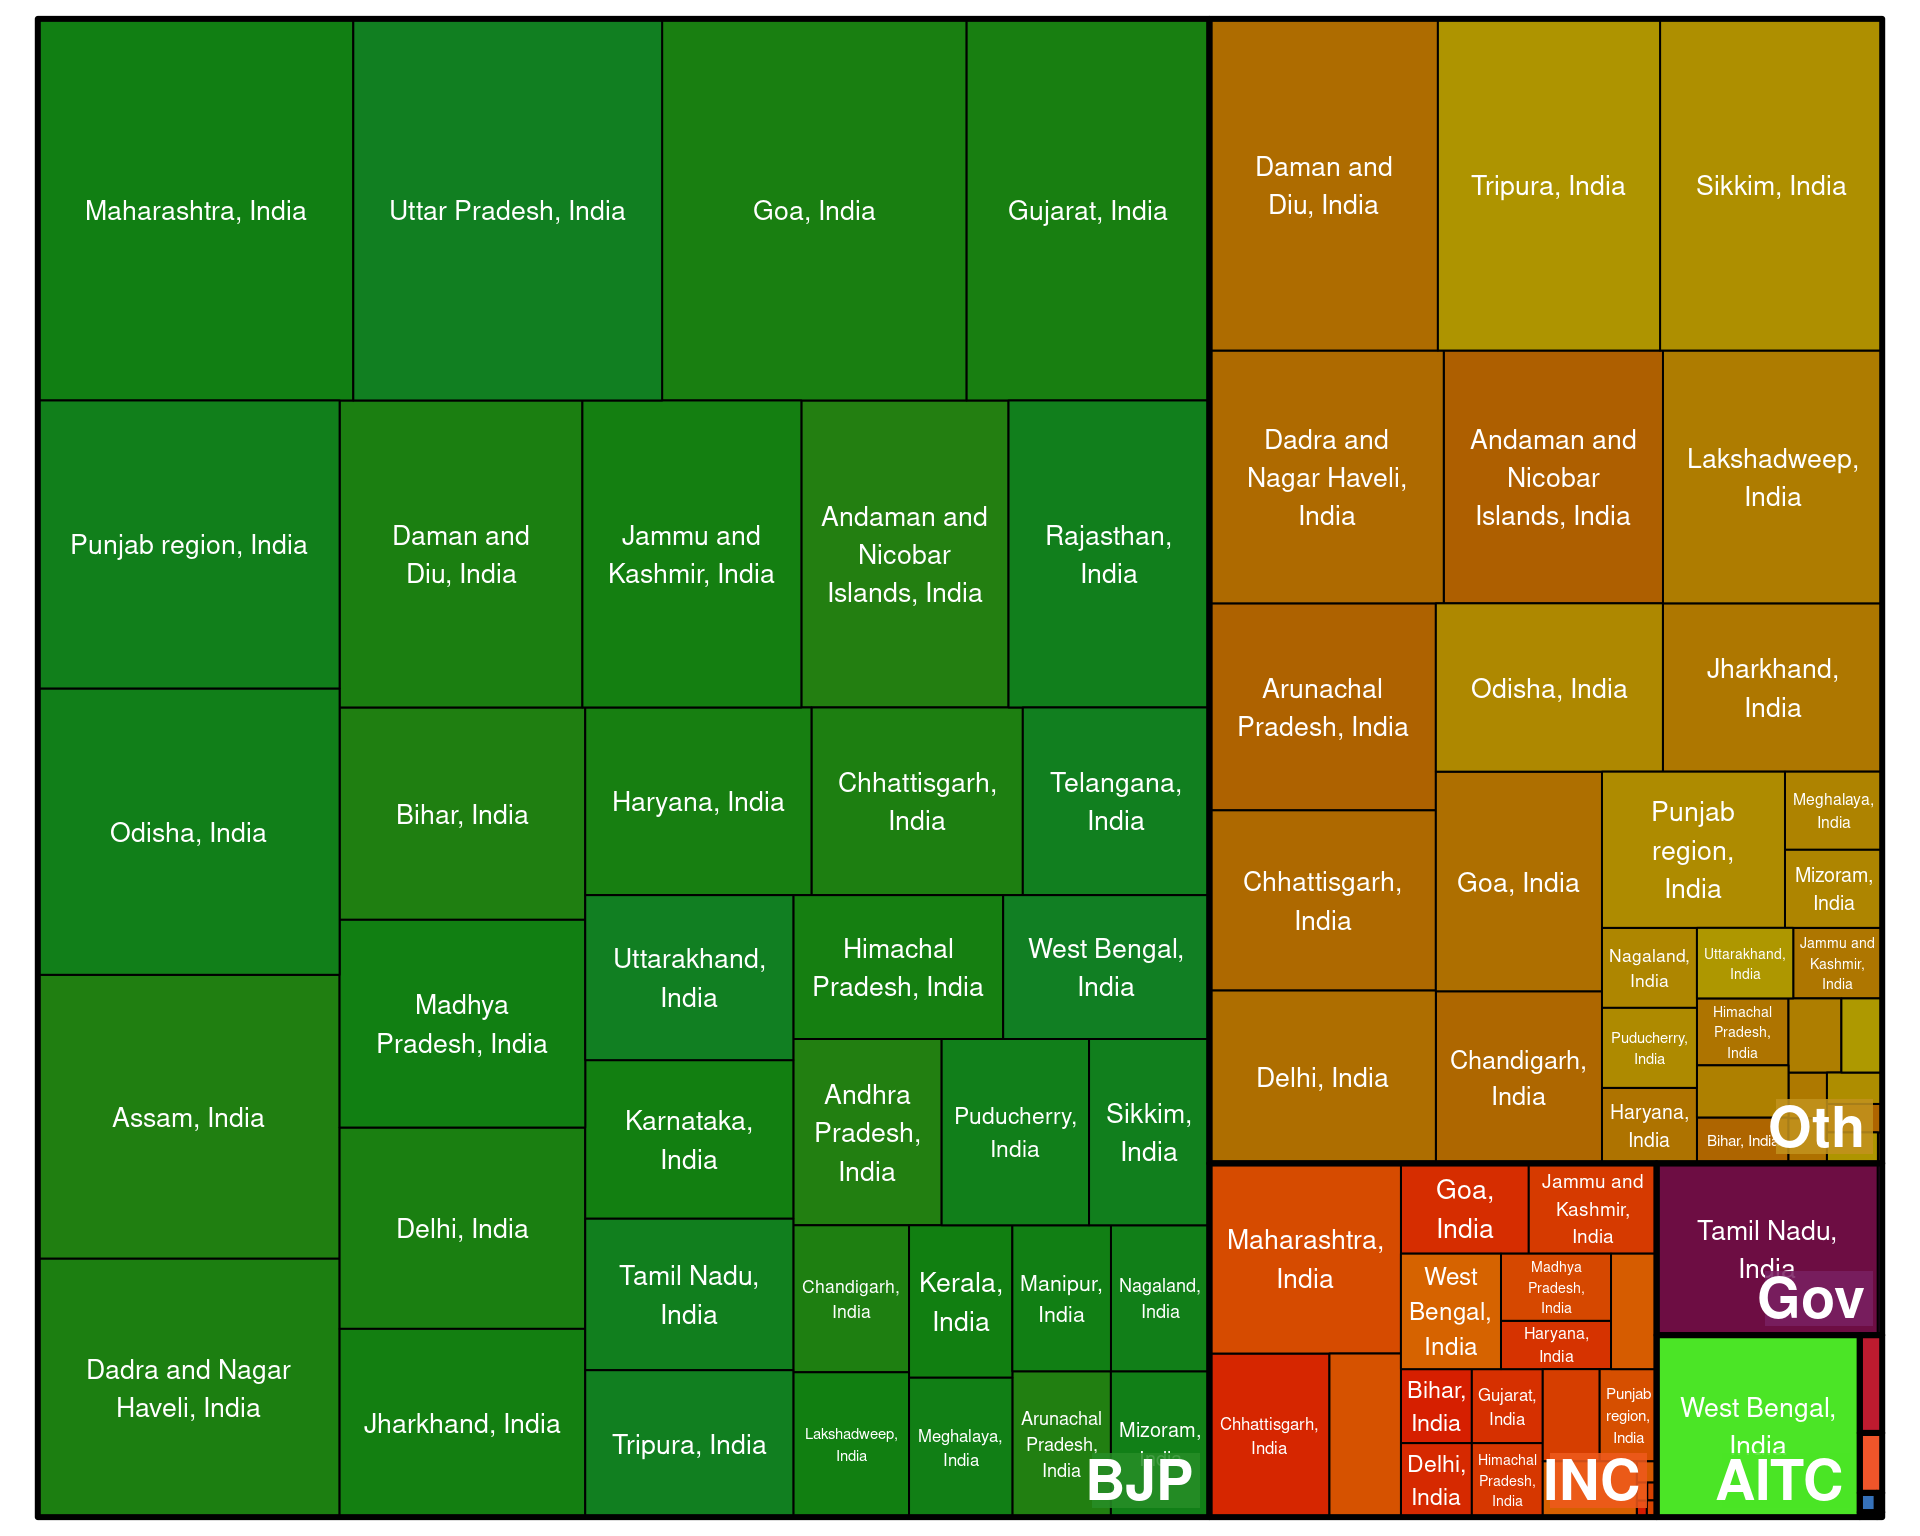 Maharashtra, India
Uttar Pradesh, India
Goa, India
Gujarat, India
Punjab region, India
Daman and
Diu, India
Jammu and
Kashmir, India
Andaman and
Nicobar
Islands, India
Rajasthan,
India
Odisha, India
Bihar, India
Haryana, India
Chhattisgarh,
India
Telangana,
India
Assam, India
Madhya
Pradesh, India
Uttarakhand,
India
Himachal
Pradesh, India
West Bengal,
India
Karnataka,
India
Andhra
Pradesh,
India
Puducherry,
India
Sikkim,
India
Dadra and Nagar
Haveli, India
Delhi, India
Jharkhand, India
Tamil Nadu,
India
Tripura, India
Chandigarh,
India
Kerala,
India
Manipur,
India
Nagaland,
India
Lakshadweep,
India
Meghalaya,
India
Arunachal
Pradesh,
India
Mizoram,
India
BJP
Daman and
Diu, India
Tripura, India
Sikkim, India
Dadra and
Nagar Haveli,
India
Andaman and
Nicobar
Islands, India
Lakshadweep,
India
Arunachal
Pradesh, India
Odisha, India
Jharkhand,
India
Chhattisgarh,
India
Goa, India
Punjab
region,
India
Meghalaya,
India
Mizoram,
India
Delhi, India
Chandigarh,
India
Nagaland,
India
Uttarakhand,
India
Jammu and
Kashmir,
India
Puducherry,
India
Himachal
Pradesh,
India
Haryana,
India
Bihar, India
Oth
Maharashtra,
India
Goa,
India
Jammu and
Kashmir,
India
West
Bengal,
India
Madhya
Pradesh,
India
Haryana,
India
Chhattisgarh,
India
Bihar,
India
Gujarat,
India
Punjab
region,
India
Delhi,
India
Himachal
Pradesh,
India
INC
Tamil Nadu,
India
Gov
West Bengal,
India
AITC